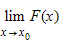 lim F(x)
x→x₀